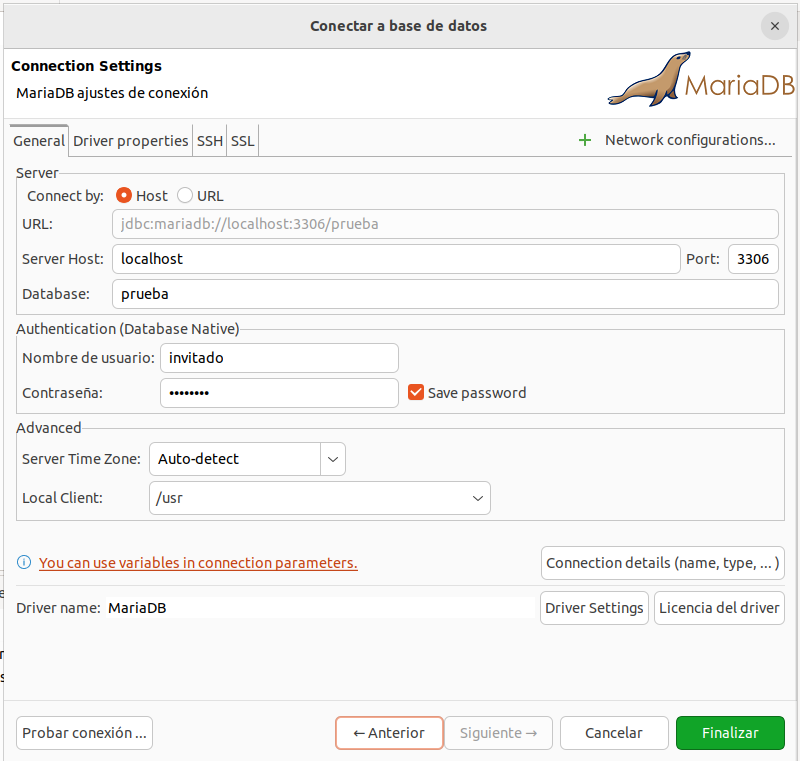 Conectar a base de datos
Connection Settings
MariaDB ajustes de conexión
MariaDB
General Driver properties SSH SSL
Network configurations...
Server
Connect by: Host URL
URL: jdbc:mariadb://localhost:3306/prueba
Server Host: localhost Port: 3306
Database: prueba
Authentication (Database Native)
Nombre de usuario: invitado
Contraseña: •••••••• Save password
Advanced
Server Time Zone: Auto-detect
Local Client: /usr
You can use variables in connection parameters. Connection details (name, type, ... )
Driver name: MariaDB Driver Settings Licencia del driver
Probar conexión ... ← Anterior Siguiente → Cancelar Finalizar